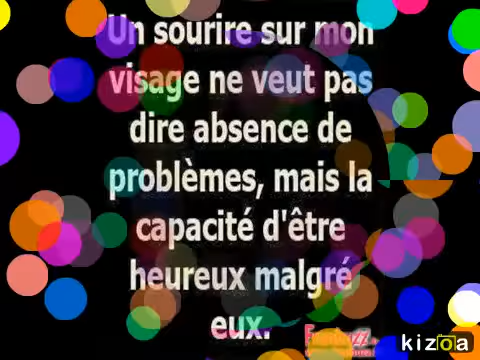 Un sourire sur mon
visage ne veut pas
dire absence de
problèmes, mais la
capacité d'être
heureux malgré
eux.
kizoa